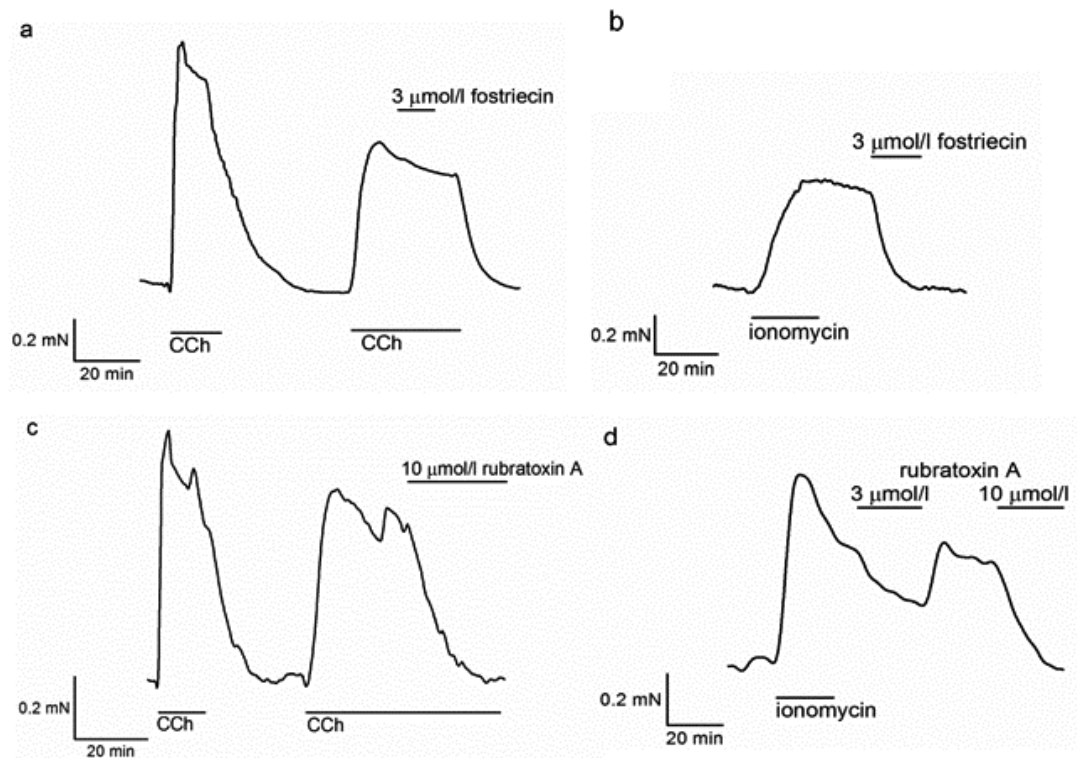 a
3 μmol/l fostriecin
0.2 mN
20 min
CCh
CCh
b
3 μmol/l fostriecin
0.2 mN
20 min
ionomycin
c
10 μmol/l rubratoxin A
0.2 mN
20 min
CCh
CCh
d
rubratoxin A
3 μmol/l 10 μmol/l
0.2 mN
20 min
ionomycin